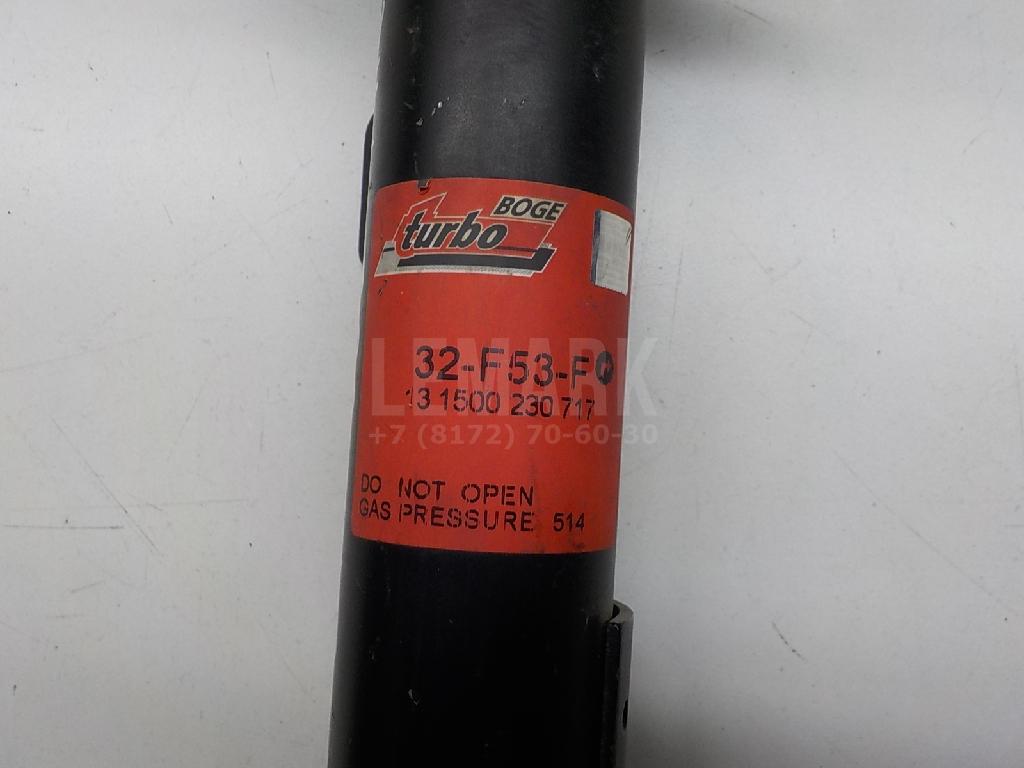 BOGE
turbo
32-F53-F
LEMARK
13 1500 230 717
+7 (8172) 70-60-30
DO NOT OPEN
GAS PRESSURE 514